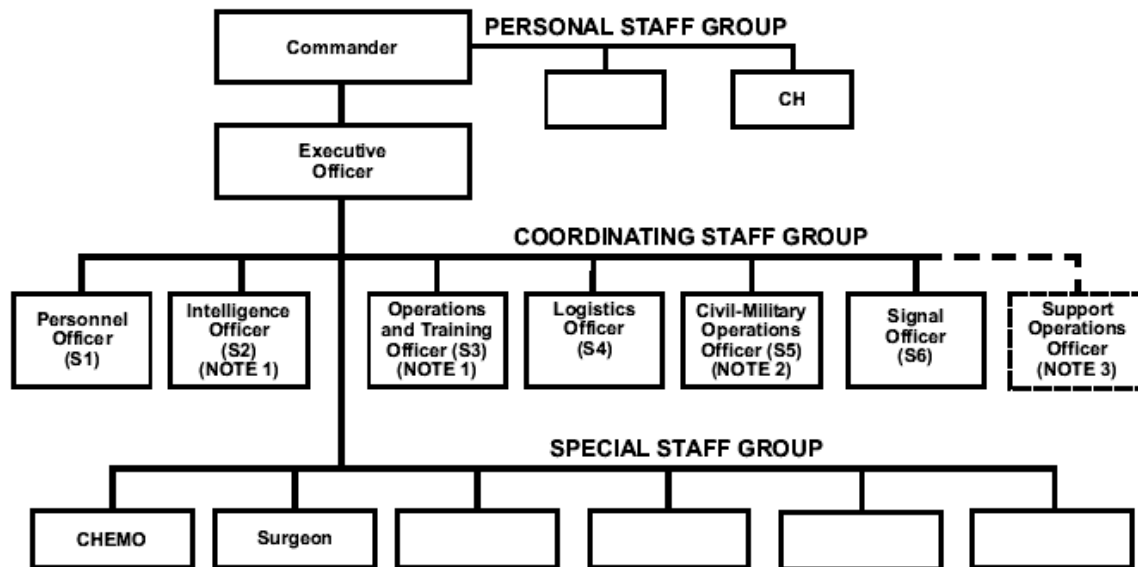 PERSONAL STAFF GROUP
Commander
CH
Executive
Officer
COORDINATING STAFF GROUP
Personnel
Officer
(S1)
Intelligence
Officer
(S2)
(NOTE 1)
Operations
and Training
Officer (S3)
(NOTE 1)
Logistics
Officer
(S4)
Civil-Military
Operations
Officer (S5)
(NOTE 2)
Signal
Officer
(S6)
Support
Operations
Officer
(NOTE 3)
SPECIAL STAFF GROUP
CHEMO
Surgeon